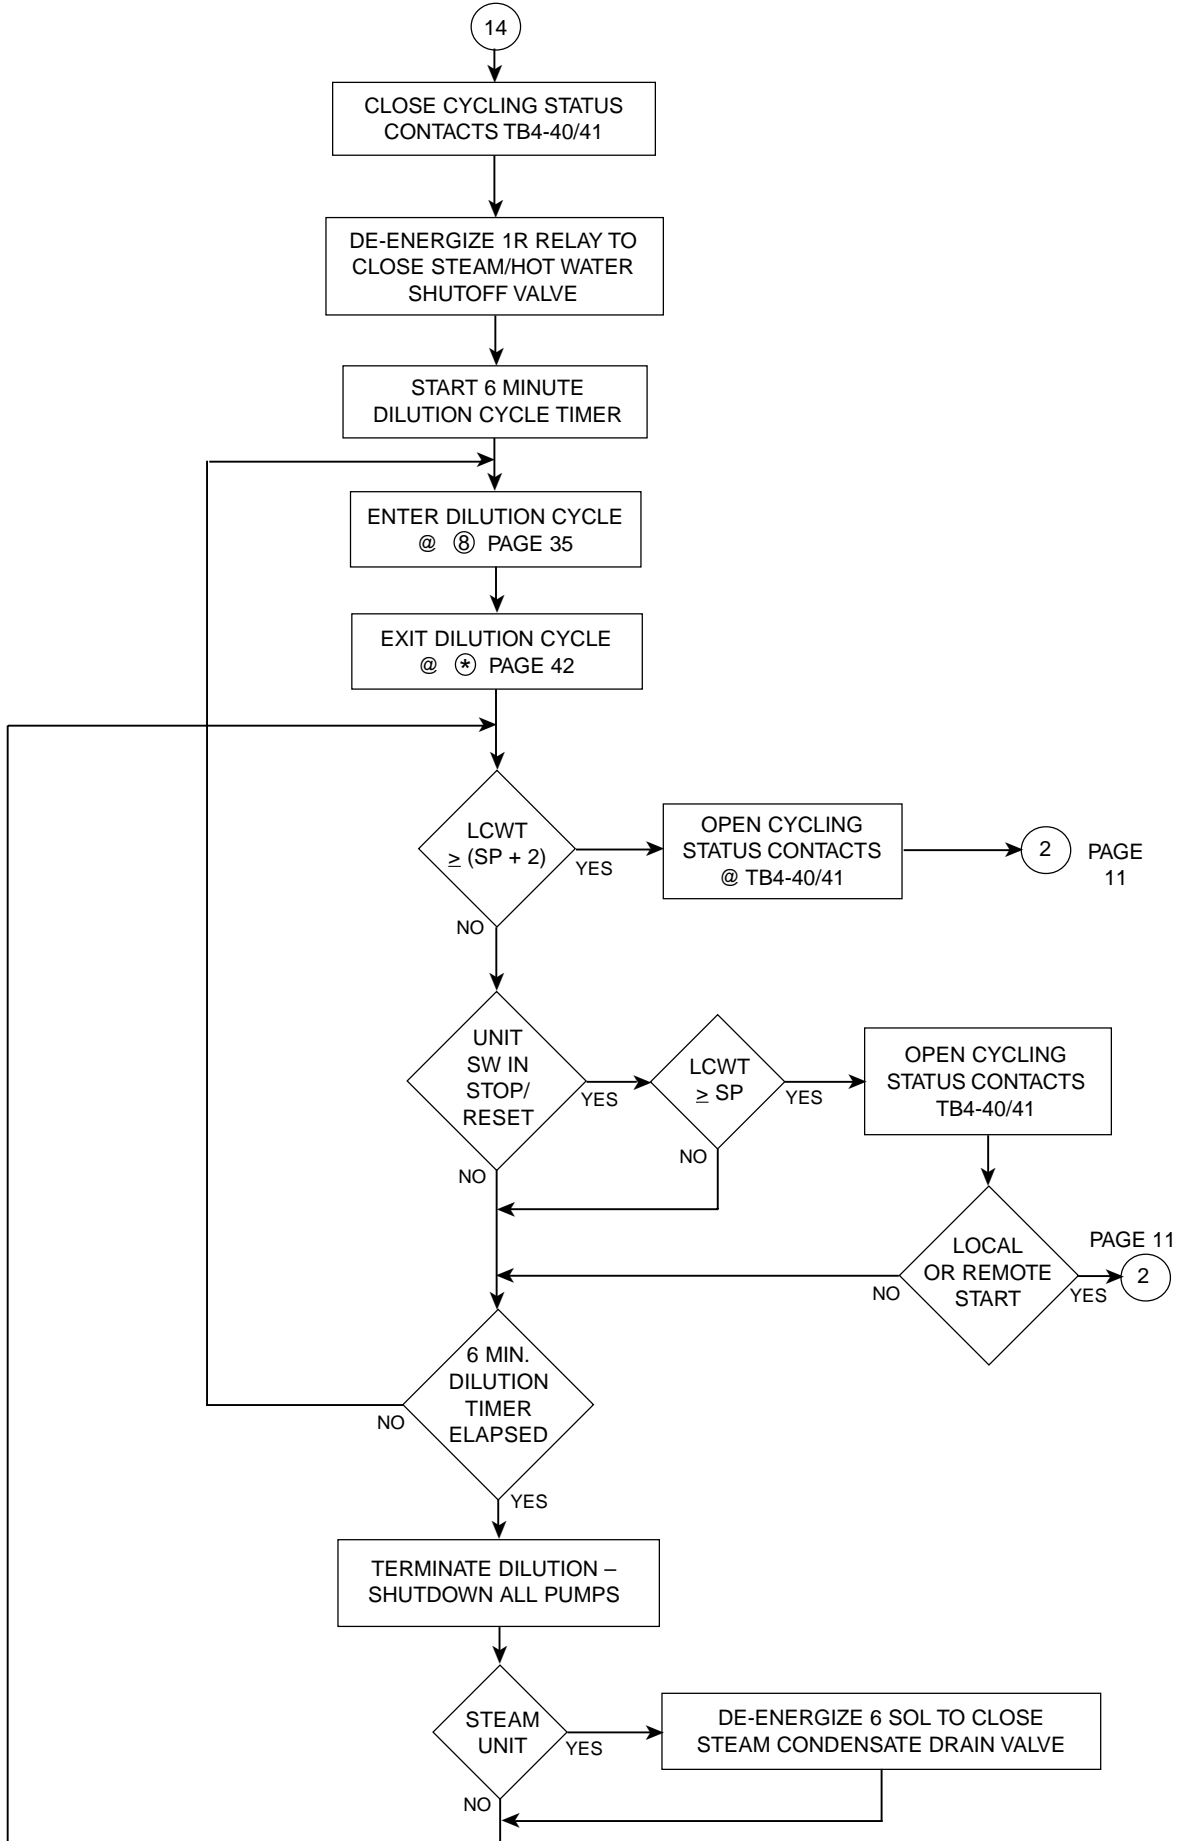 14
CLOSE CYCLING STATUS
CONTACTS TB4-40/41
DE-ENERGIZE 1R RELAY TO
CLOSE STEAM/HOT WATER
SHUTOFF VALVE
START 6 MINUTE
DILUTION CYCLE TIMER
ENTER DILUTION CYCLE
@ ⑧ PAGE 35
EXIT DILUTION CYCLE
@ ⊛ PAGE 42
LCWT
≥ (SP + 2)
YES
NO
OPEN CYCLING
STATUS CONTACTS
@ TB4-40/41
2
PAGE
11
UNIT
SW IN
STOP/
RESET
YES
NO
LCWT
≥ SP
YES
NO
OPEN CYCLING
STATUS CONTACTS
TB4-40/41
LOCAL
OR REMOTE
START
NO
YES
PAGE 11
2
6 MIN.
DILUTION
TIMER
ELAPSED
NO
YES
TERMINATE DILUTION –
SHUTDOWN ALL PUMPS
STEAM
UNIT
YES
NO
DE-ENERGIZE 6 SOL TO CLOSE
STEAM CONDENSATE DRAIN VALVE